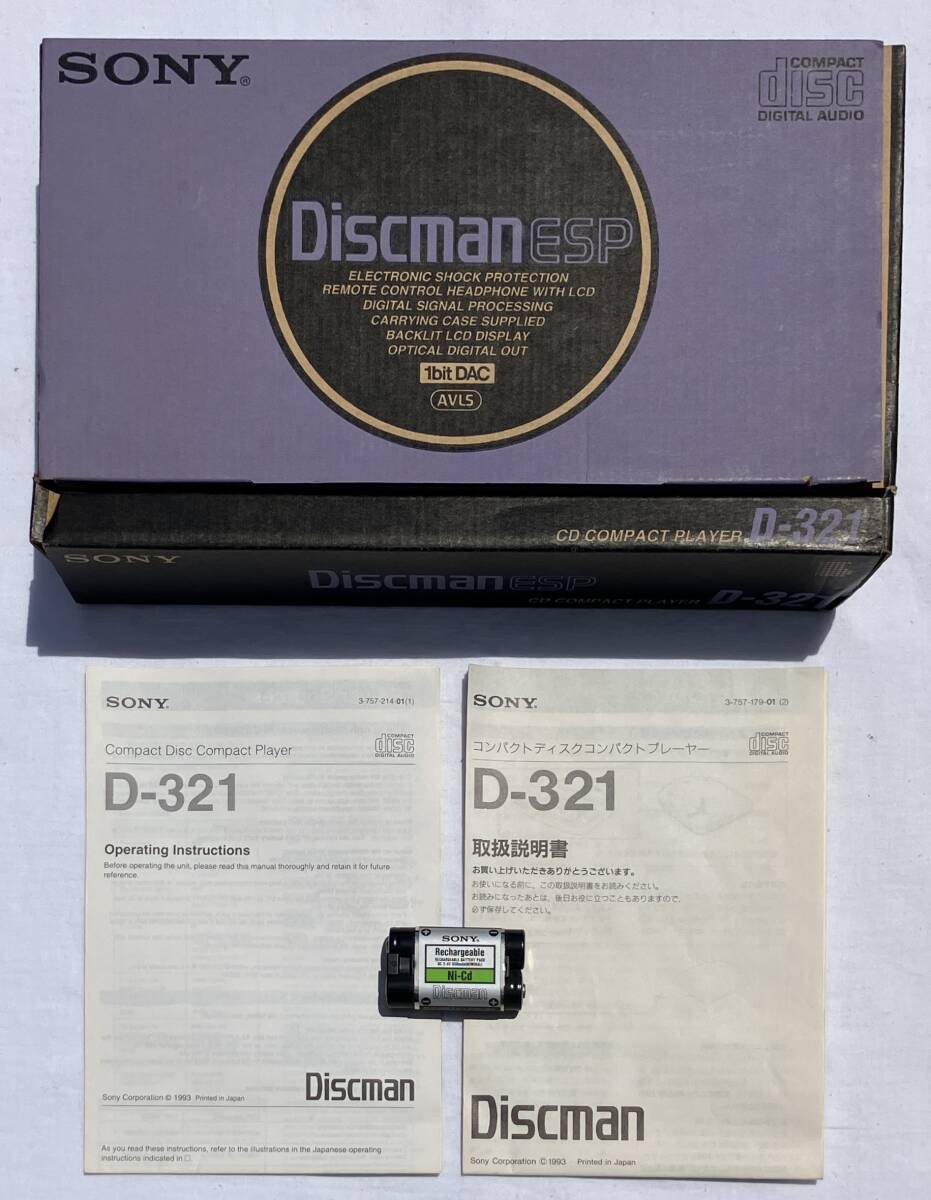 SONY®
COMPACT
disc
DIGITAL AUDIO
Discman ESP
ELECTRONIC SHOCK PROTECTION
REMOTE CONTROL HEADPHONE WITH LCD
DIGITAL SIGNAL PROCESSING
CARRYING CASE SUPPLIED
BACKLIT LCD DISPLAY
OPTICAL DIGITAL OUT
1bit DAC
AVLS
CD COMPACT PLAYER D-321
SONY
Discman ESP
CD COMPACT PLAYER D-321
SONY.
3-757-214-01(1)
Compact Disc Compact Player
COMPACT
disc
DIGITAL AUDIO
D-321
Operating Instructions
Before operating the unit, please read this manual thoroughly and retain it for future
reference.
Discman
Sony Corporation © 1993 Printed in Japan
As you read these instructions, refer to the illustrations in the Japanese operating
instructions indicated in □.
SONY.
3-757-179-01 (2)
コンパクトディスクコンパクトプレーヤー
COMPACT
disc
DIGITAL AUDIO
D-321
取扱説明書
お買い上げいただきありがとうございます。
お使いになる前に、この取扱説明書をお読みください。
お読みになったあとは、後日お役に立つこともありますので、
必ず保存してください。
Discman
Sony Corporation © 1993 Printed in Japan
SONY.
Rechargeable
RECHARGEABLE BATTERY PACK
Ni-Cd
Discman